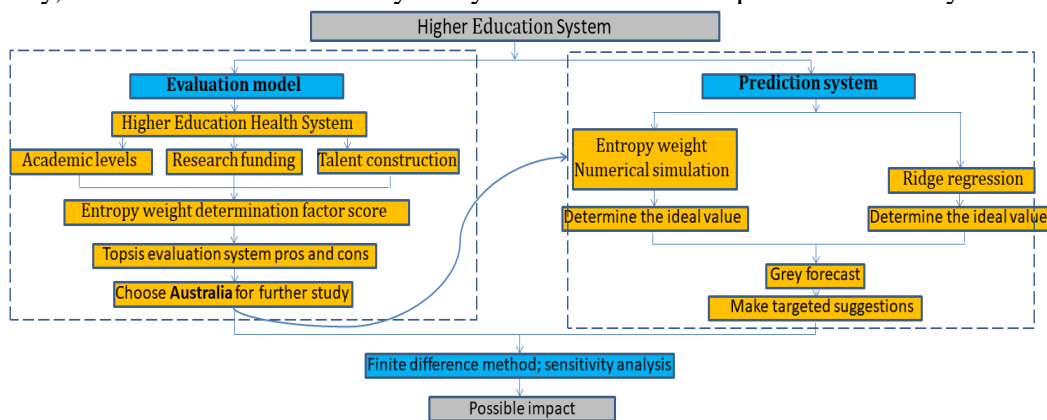 Higher Education System
Evaluation model
Higher Education Health System
Academic levels
Research funding
Talent construction
Entropy weight determination factor score
Topsis evaluation system pros and cons
Choose Australia for further study
Prediction system
Entropy weight
Numerical simulation
Ridge regression
Determine the ideal value
Determine the ideal value
Grey forecast
Make targeted suggestions
Finite difference method; sensitivity analysis
Possible impact